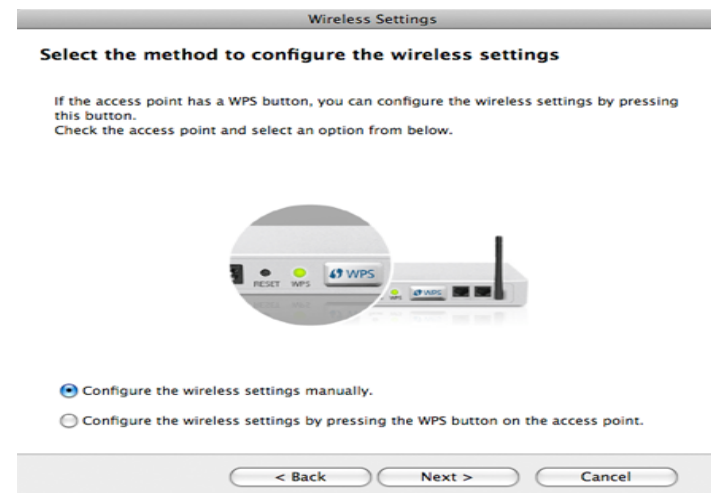 Wireless Settings
Select the method to configure the wireless settings
If the access point has a WPS button, you can configure the wireless settings by pressing
this button.
Check the access point and select an option from below.
RESET WPS WPS
WPS WPS
Configure the wireless settings manually.
Configure the wireless settings by pressing the WPS button on the access point.
< Back Next > Cancel